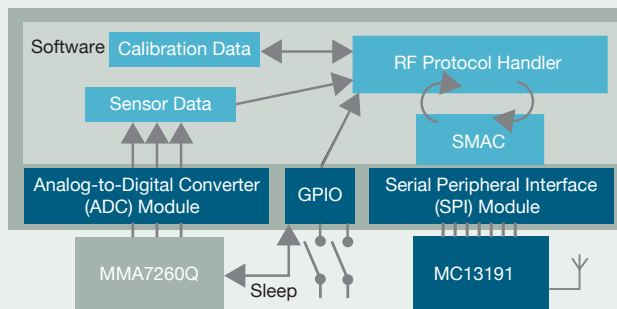 Software
Calibration Data
RF Protocol Handler
Sensor Data
SMAC
Analog-to-Digital Converter
(ADC) Module
GPIO
Serial Peripheral Interface
(SPI) Module
MMA7260Q
Sleep
MC13191